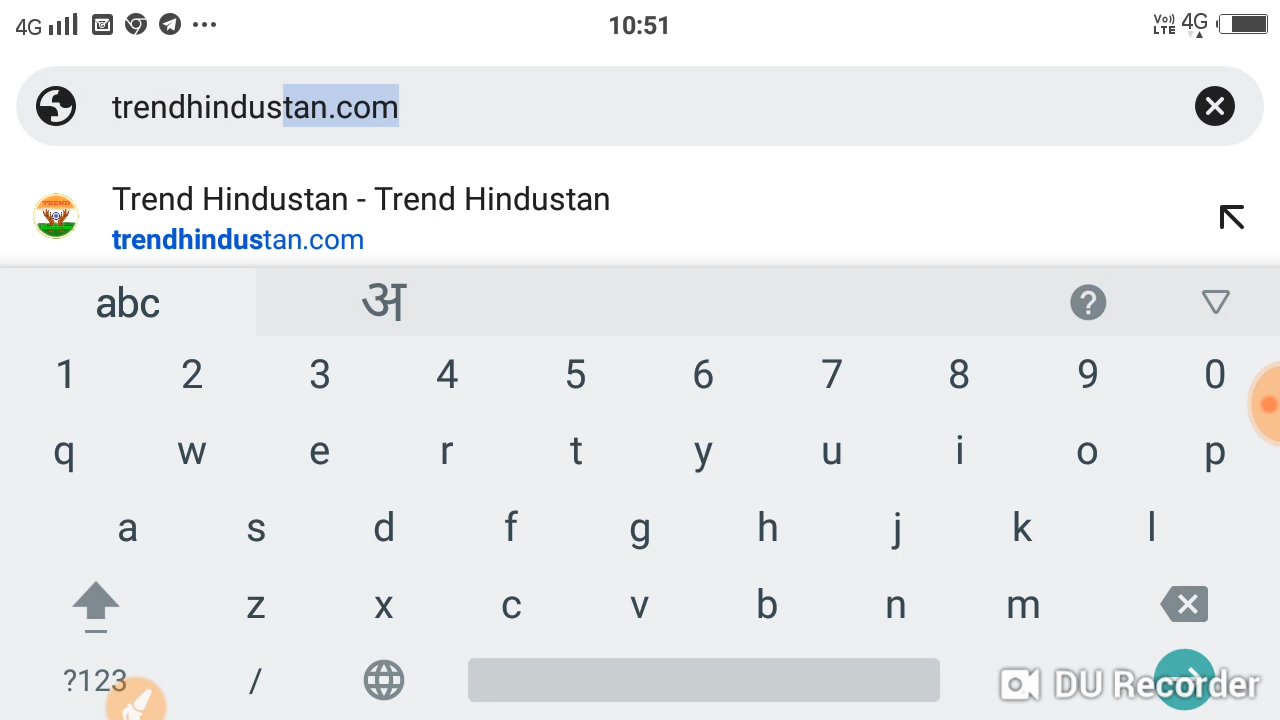 4G 10:51 Vo)) LTE 4G
trendhindustan.com
TREND
Trend Hindustan - Trend Hindustan
trendhindustan.com
abc अ ?
1 2 3 4 5 6 7 8 9 0
q w e r t y u i o p
a s d f g h j k l
z x c v b n m
?123 / DU Recorder